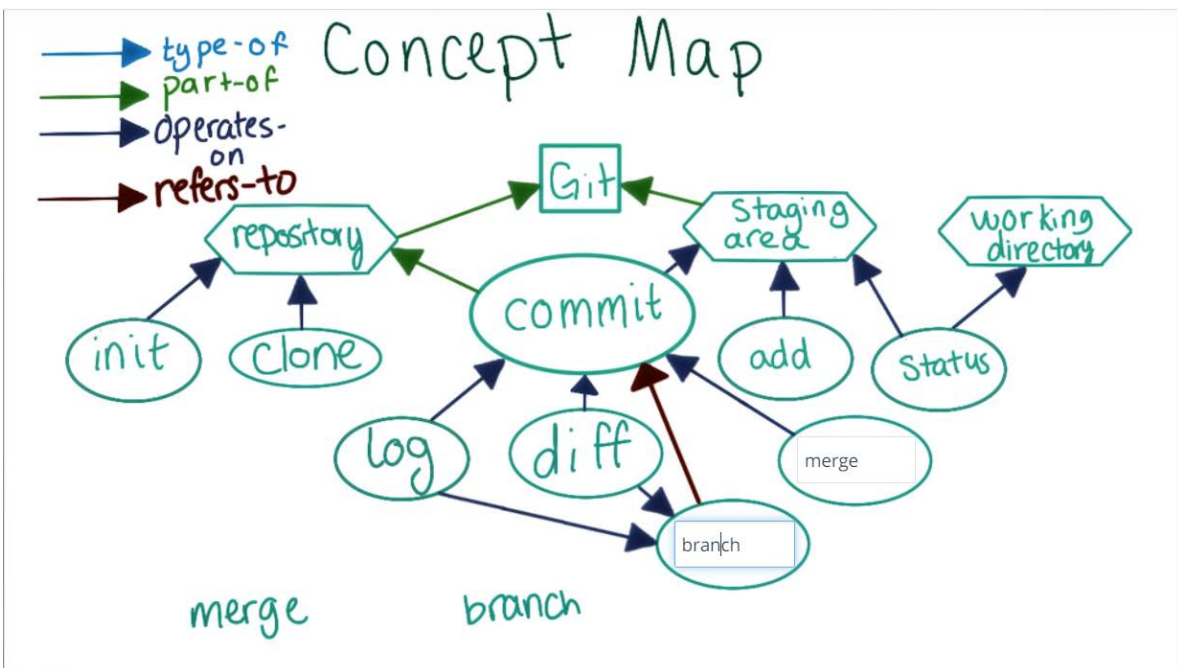 type-of
Concept Map
part-of
operates-
on
refers-to
Git
repository
Staging
area
working
directory
commit
init
clone
add
status
log
diff
merge
branch
merge
branch